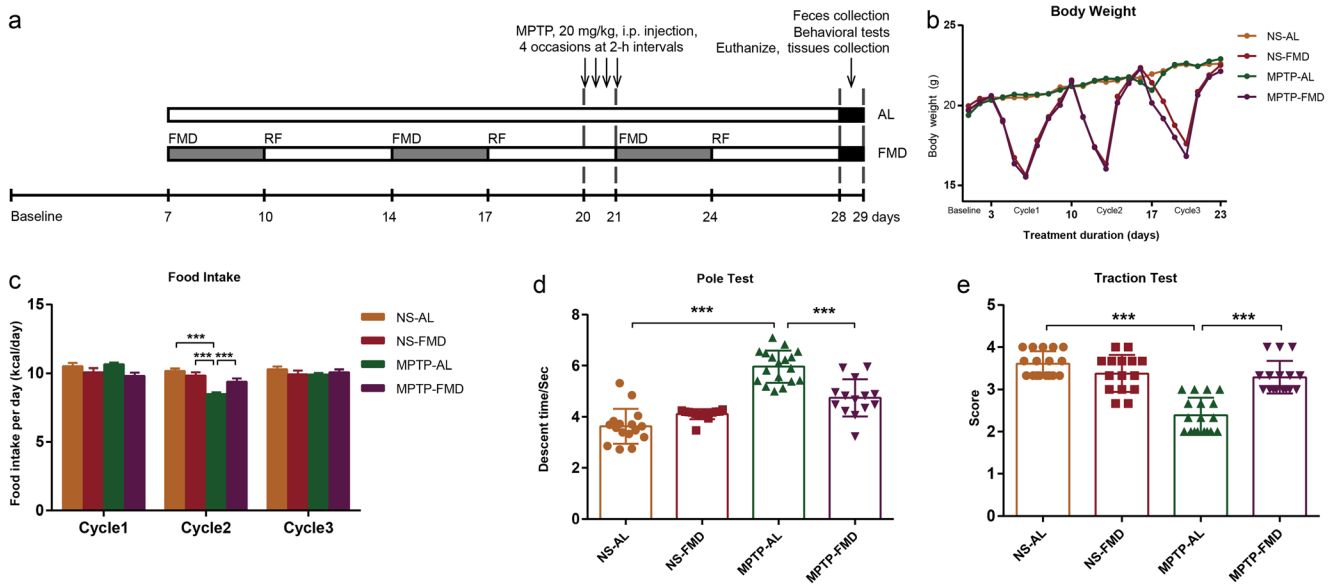 a
MPTP, 20 mg/kg, i.p. injection,
4 occasions at 2-h intervals
Feces collection
Behavioral tests
Euthanize, tissues collection
AL
FMD RF FMD RF FMD RF
FMD
Baseline 7 10 14 17 20 21 24 28 29 days
b
Body Weight
NS-AL
NS-FMD
MPTP-AL
MPTP-FMD
Body weight (g)
25
20
15
Baseline 3 Cycle1 10 Cycle2 17 Cycle3 23
Treatment duration (days)
c
Food Intake
Food intake per day (kcal/day)
15
10
5
0
***
*** ***
Cycle1 Cycle2 Cycle3
NS-AL
NS-FMD
MPTP-AL
MPTP-FMD
d
Pole Test
Descent time/Sec
8
6
4
2
0
*** ***
NS-AL NS-FMD MPTP-AL MPTP-FMD
e
Traction Test
Score
5
4
3
2
1
0
*** ***
NS-AL NS-FMD MPTP-AL MPTP-FMD